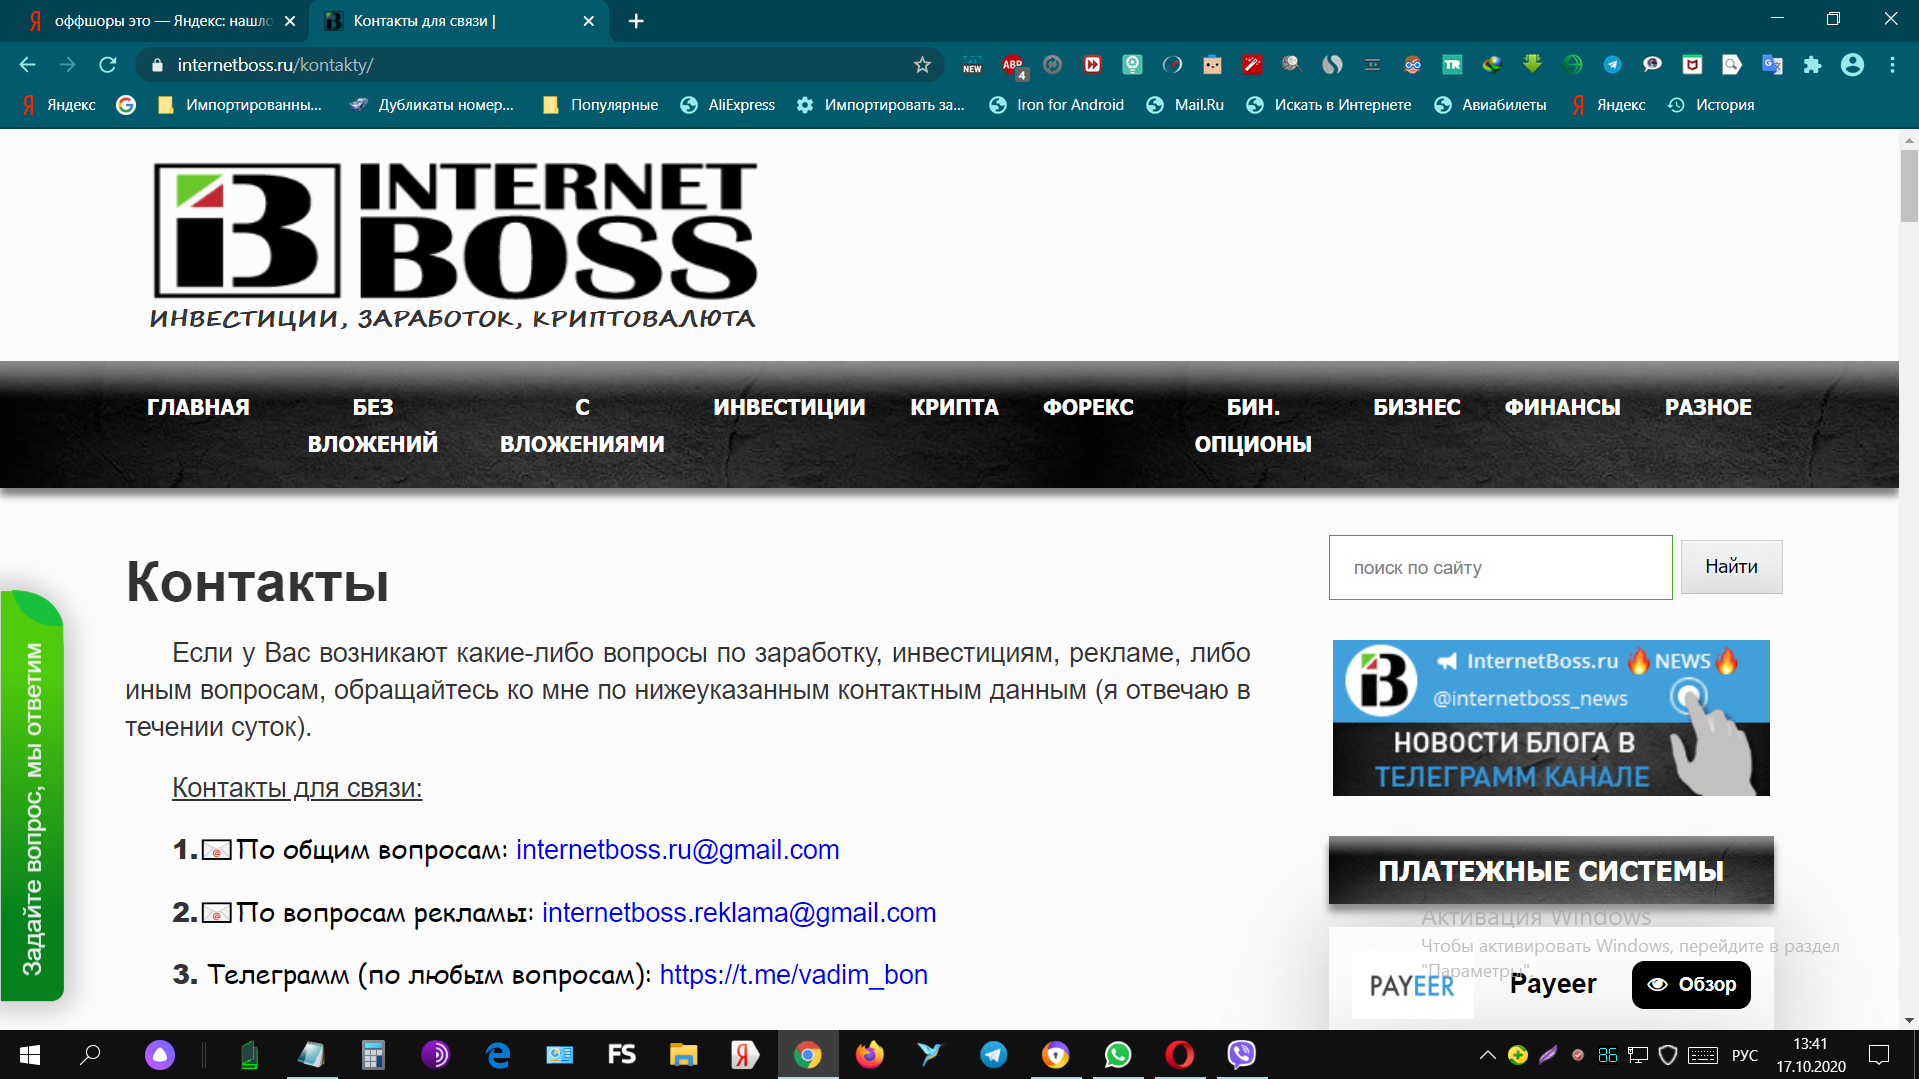 оффшоры это — Яндекс: нашло
Контакты для связи |
internetboss.ru/kontakty/
NEW
ABP
4
TR
Яндекс
Импортированны...
Дубликаты номер...
Популярные
AliExpress
Импортировать за...
Iron for Android
Mail.Ru
Искать в Интернете
Авиабилеты
Яндекс
История
INTERNET
BOSS
ИНВЕСТИЦИИ, ЗАРАБОТОК, КРИПТОВАЛЮТА
ГЛАВНАЯ
БЕЗ
ВЛОЖЕНИЙ
С
ВЛОЖЕНИЯМИ
ИНВЕСТИЦИИ
КРИПТА
ФОРЕКС
БИН.
ОПЦИОНЫ
БИЗНЕС
ФИНАНСЫ
РАЗНОЕ
Контакты
Если у Вас возникают какие-либо вопросы по заработку, инвестициям, рекламе, либо
иным вопросам, обращайтесь ко мне по нижеуказанным контактным данным (я отвечаю в
течении суток).
Контакты для связи:
1. По общим вопросам: internetboss.ru@gmail.com
2. По вопросам рекламы: internetboss.reklama@gmail.com
3. Телеграмм (по любым вопросам): https://t.me/vadim_bon
Задайте вопрос, мы ответим
поиск по сайту
Найти
InternetBoss.ru NEWS
@internetboss_news
НОВОСТИ БЛОГА В
ТЕЛЕГРАММ КАНАЛЕ
ПЛАТЕЖНЫЕ СИСТЕМЫ
Активация Windows
Чтобы активировать Windows, перейдите в раздел
"Параметры".
PAYEER
Payeer
Обзор
FS
86
РУС
13:41
17.10.2020